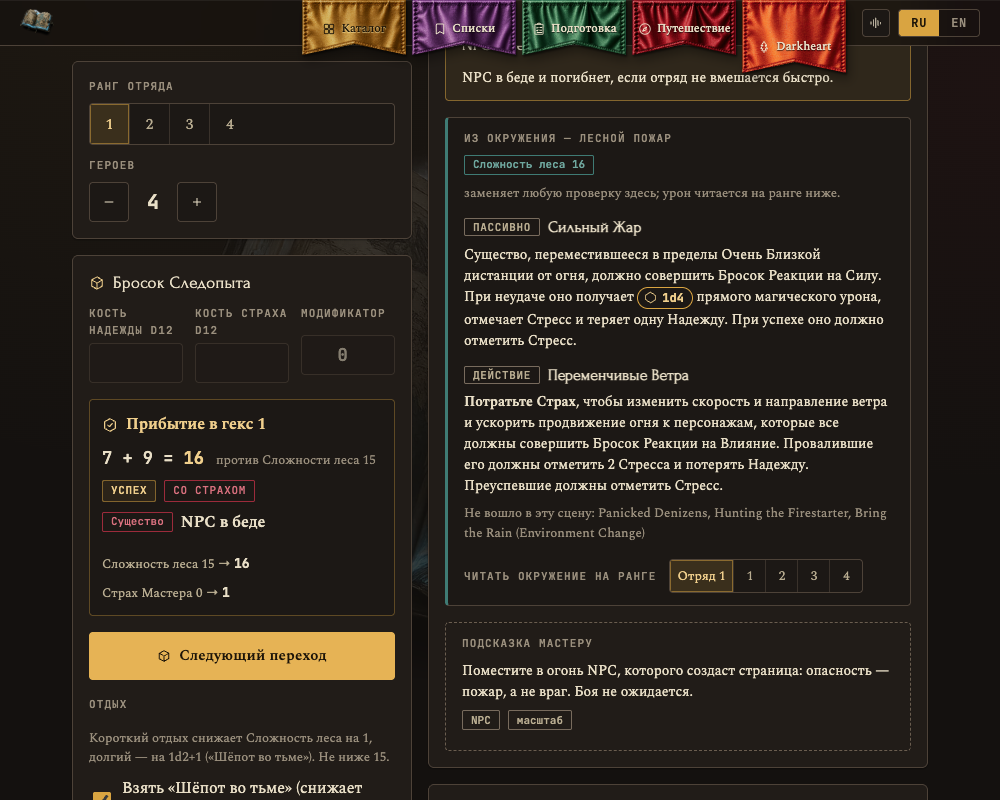 Каталог
Списки
Подготовка
Путешествие
Darkheart
RU
EN
РАНГ ОТРЯДА
1
2
3
4
ГЕРОЕВ
−
4
+
Бросок Следопыта
КОСТЬ НАДЕЖДЫ D12
КОСТЬ СТРАХА D12
МОДИФИКАТОР
0
Прибытие в гекс 1
7 + 9 = 16 против Сложности леса 15
УСПЕХ
СО СТРАХОМ
Существо
NPC в беде
Сложность леса 15 → 16
Страх Мастера 0 → 1
Следующий переход
ОТДЫХ
Короткий отдых снижает Сложность леса на 1,
долгий — на 1d2+1 («Шёпот во тьме»). Не ниже 15.
Взять «Шёпот во тьме» (снижает
NPC в беде и погибнет, если отряд не вмешается быстро.
ИЗ ОКРУЖЕНИЯ — ЛЕСНОЙ ПОЖАР
Сложность леса 16
заменяет любую проверку здесь; урон читается на ранге ниже.
ПАССИВНО Сильный Жар
Существо, переместившееся в пределы Очень Близкой
дистанции от огня, должно совершить Бросок Реакции на Силу.
При неудаче оно получает 1d4 прямого магического урона,
отмечает Стресс и теряет одну Надежду. При успехе оно должно
отметить Стресс.
ДЕЙСТВИЕ Переменчивые Ветра
Потратьте Страх, чтобы изменить скорость и направление ветра
и ускорить продвижение огня к персонажам, которые все
должны совершить Бросок Реакции на Влияние. Провалившие
его должны отметить 2 Стресса и потерять Надежду.
Преуспевшие должны отметить Стресс.
Не вошло в эту сцену: Panicked Denizens, Hunting the Firestarter, Bring
the Rain (Environment Change)
ЧИТАТЬ ОКРУЖЕНИЕ НА РАНГЕ
Отряд 1
1
2
3
4
ПОДСКАЗКА МАСТЕРУ
Поместите в огонь NPC, которого создаст страница: опасность —
пожар, а не враг. Боя не ожидается.
NPC
масштаб